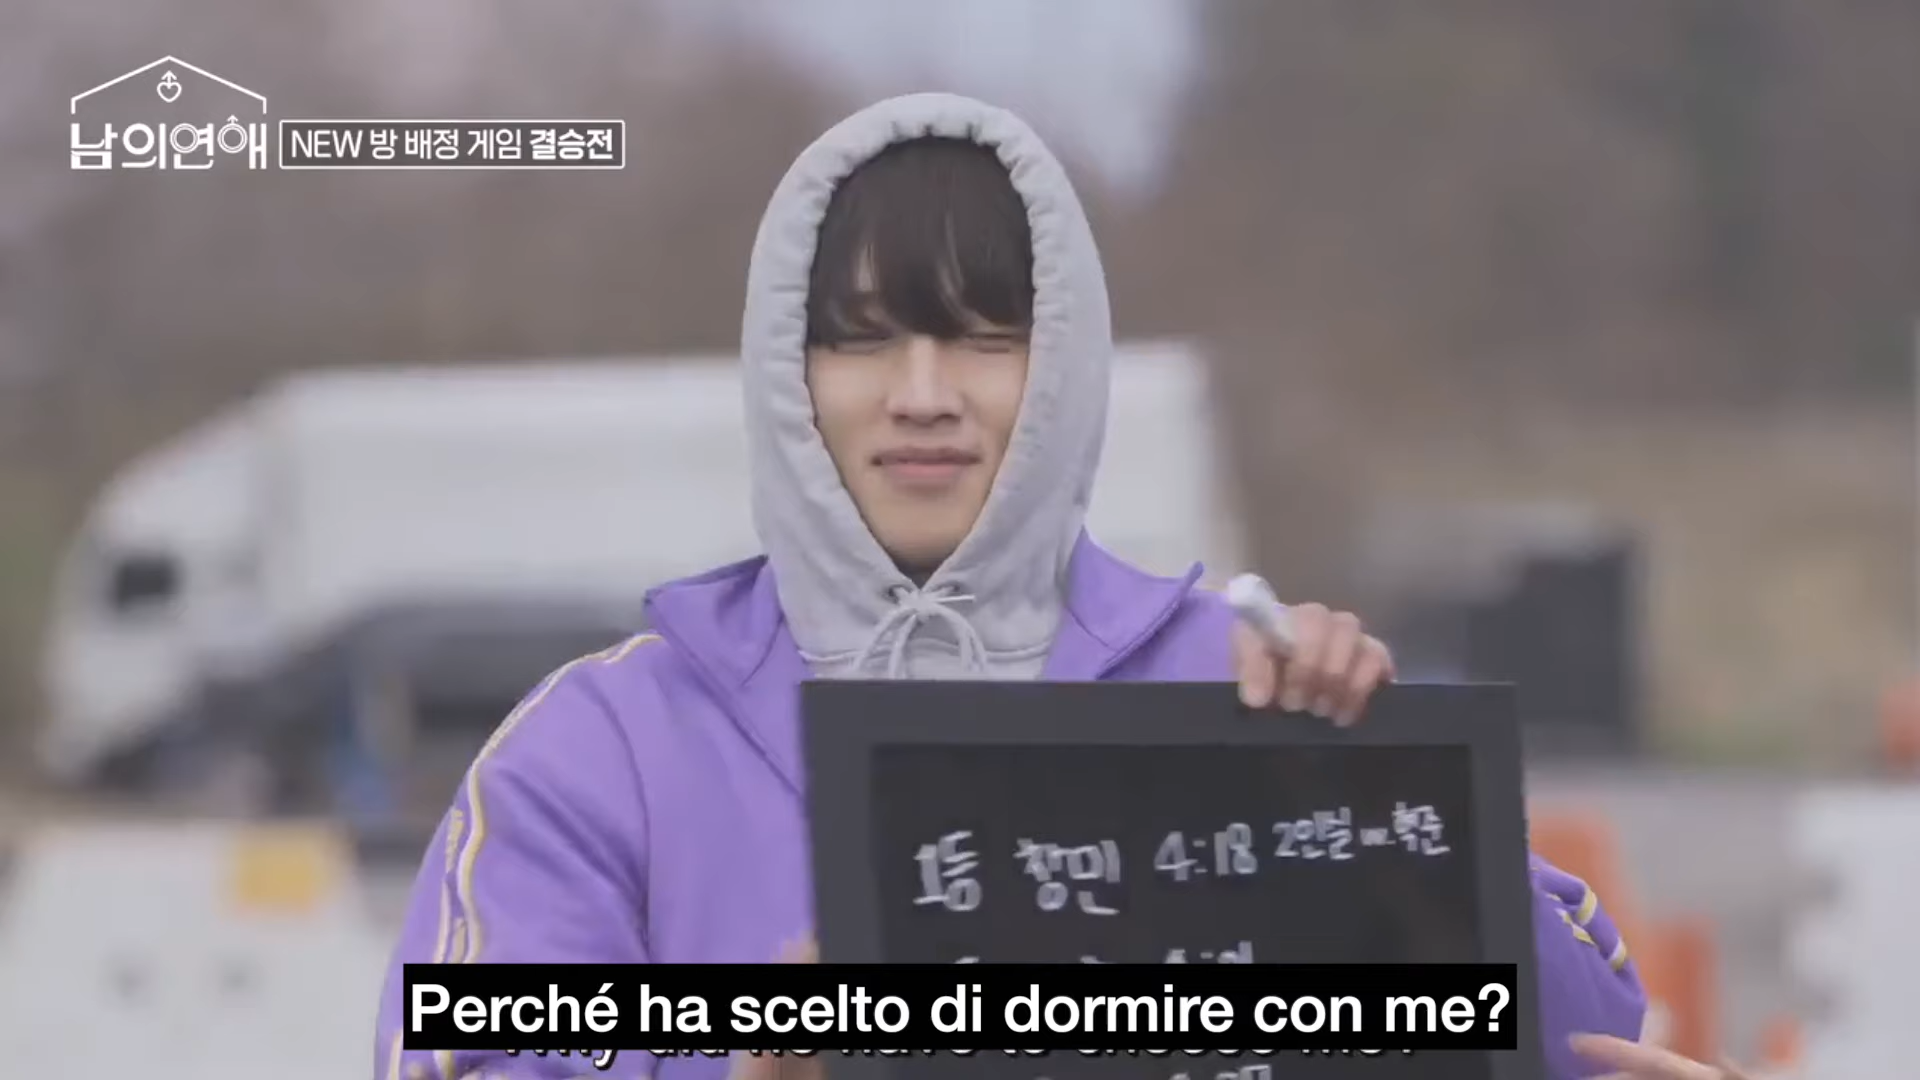 남의연애
NEW 방 배정 게임 결승전
1등 창민 4:18 2인실 w. 혁준
Perché ha scelto di dormire con me?